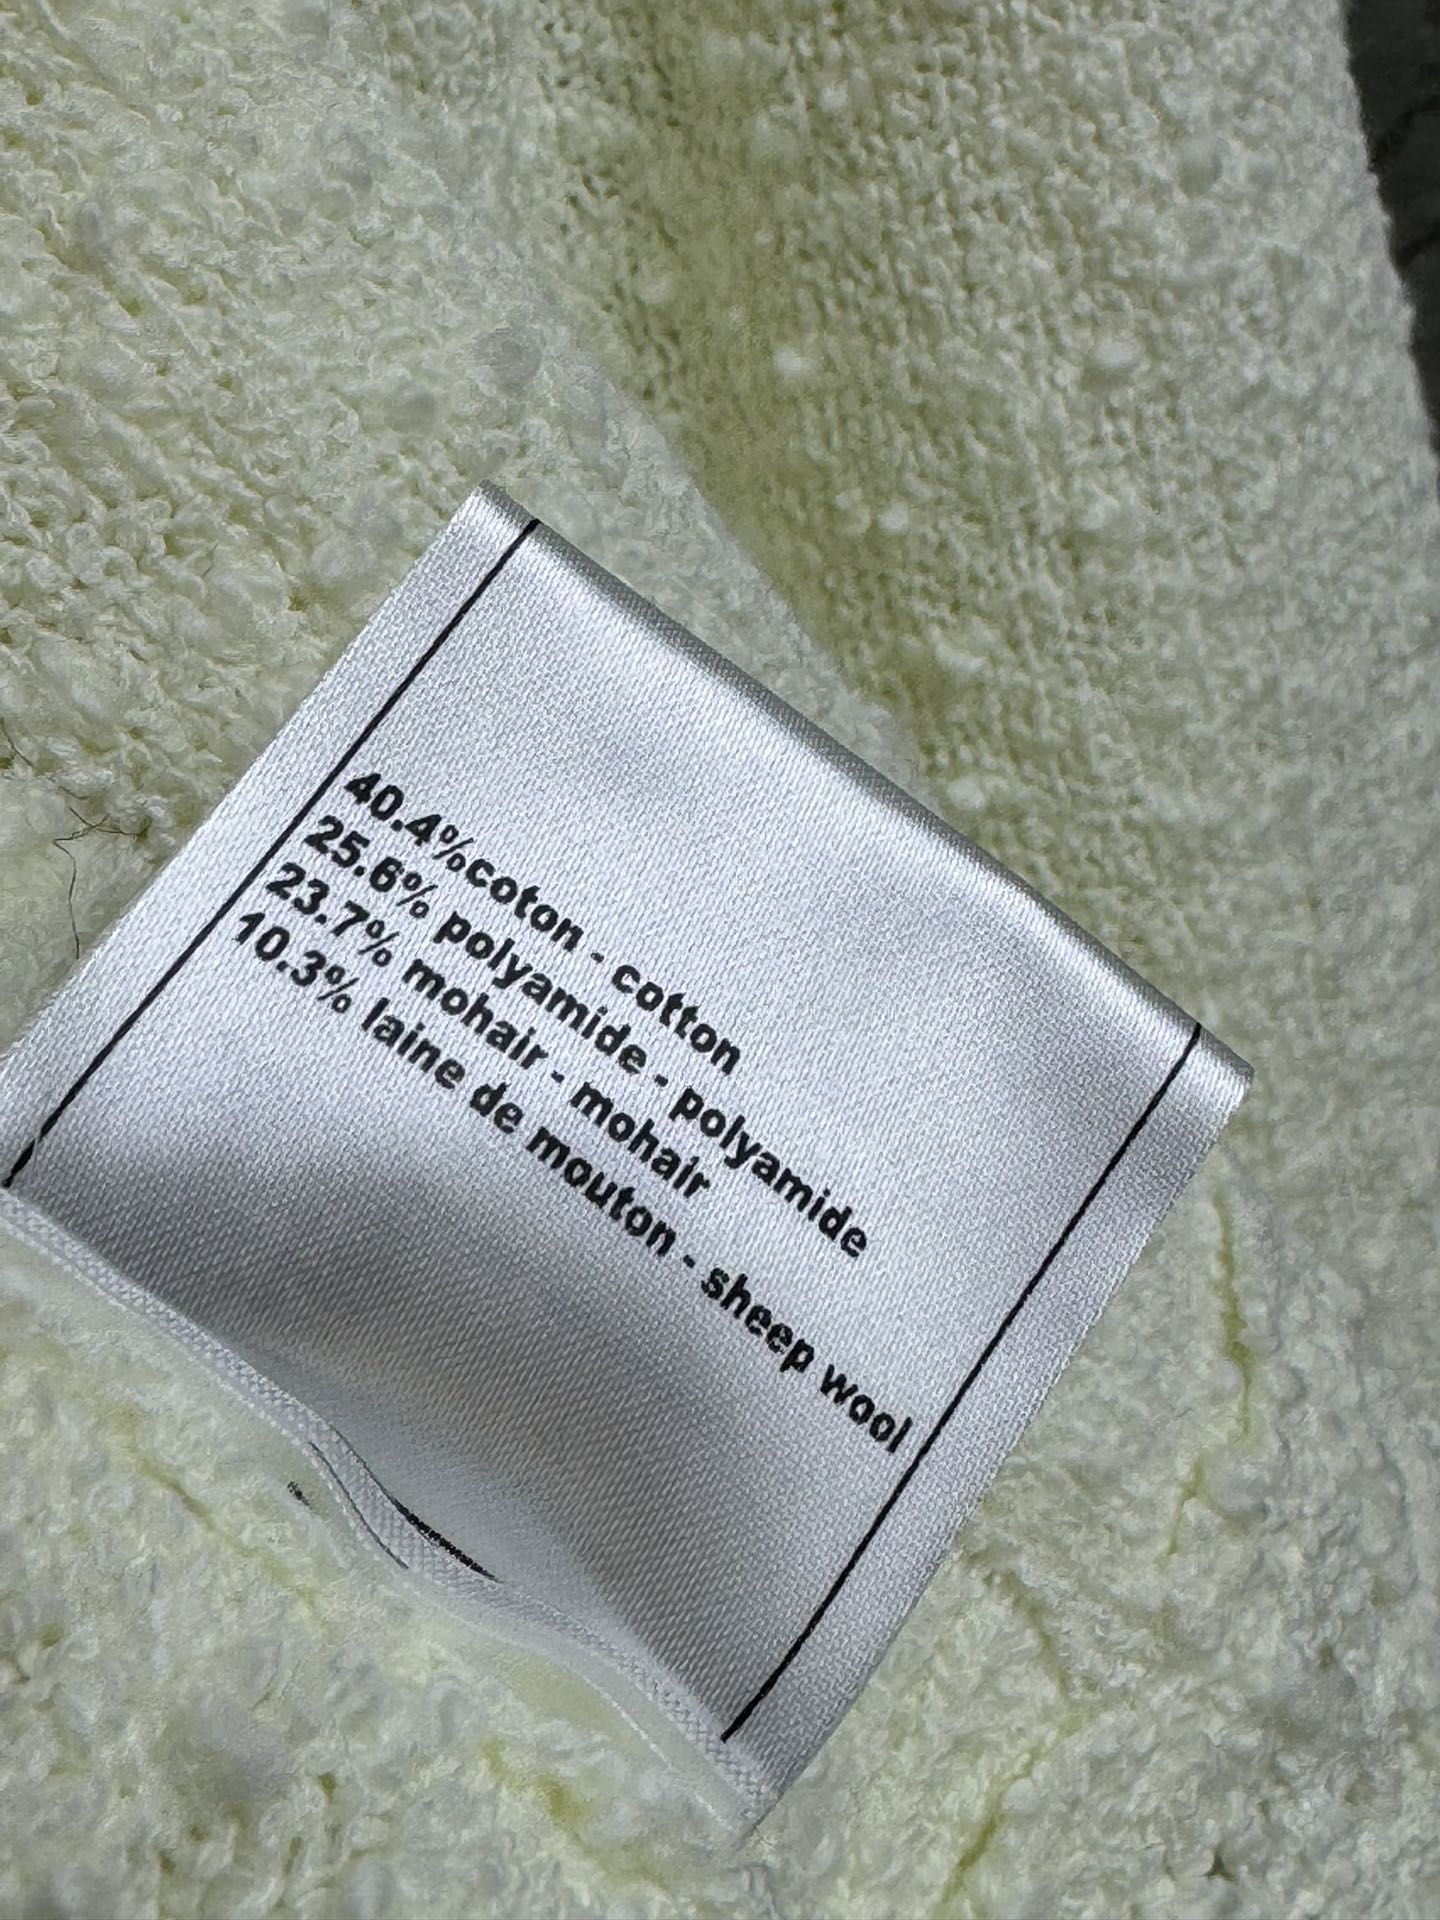 40.4%coton - cotton
25.6% polyamide - polyamide
23.7% mohair - mohair
10.3% laine de mouton - sheep wool